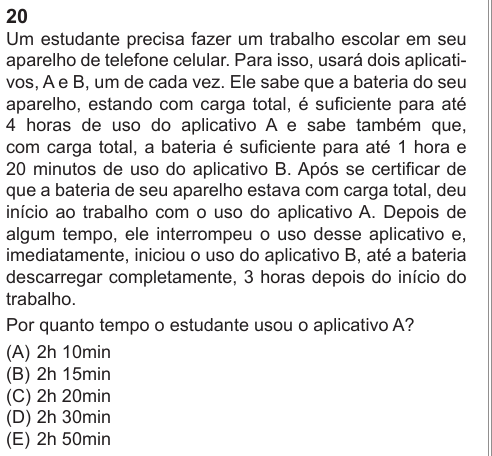 20
Um estudante precisa fazer um trabalho escolar em seu
aparelho de telefone celular. Para isso, usará dois aplicati-
vos, A e B, um de cada vez. Ele sabe que a bateria do seu
aparelho, estando com carga total, é suficiente para até
4 horas de uso do aplicativo A e sabe também que,
com carga total, a bateria é suficiente para até 1 hora e
20 minutos de uso do aplicativo B. Após se certificar de
que a bateria de seu aparelho estava com carga total, deu
início ao trabalho com o uso do aplicativo A. Depois de
algum tempo, ele interrompeu o uso desse aplicativo e,
imediatamente, iniciou o uso do aplicativo B, até a bateria
descarregar completamente, 3 horas depois do início do
trabalho.
Por quanto tempo o estudante usou o aplicativo A?
(A) 2h 10min
(B) 2h 15min
(C) 2h 20min
(D) 2h 30min
(E) 2h 50min